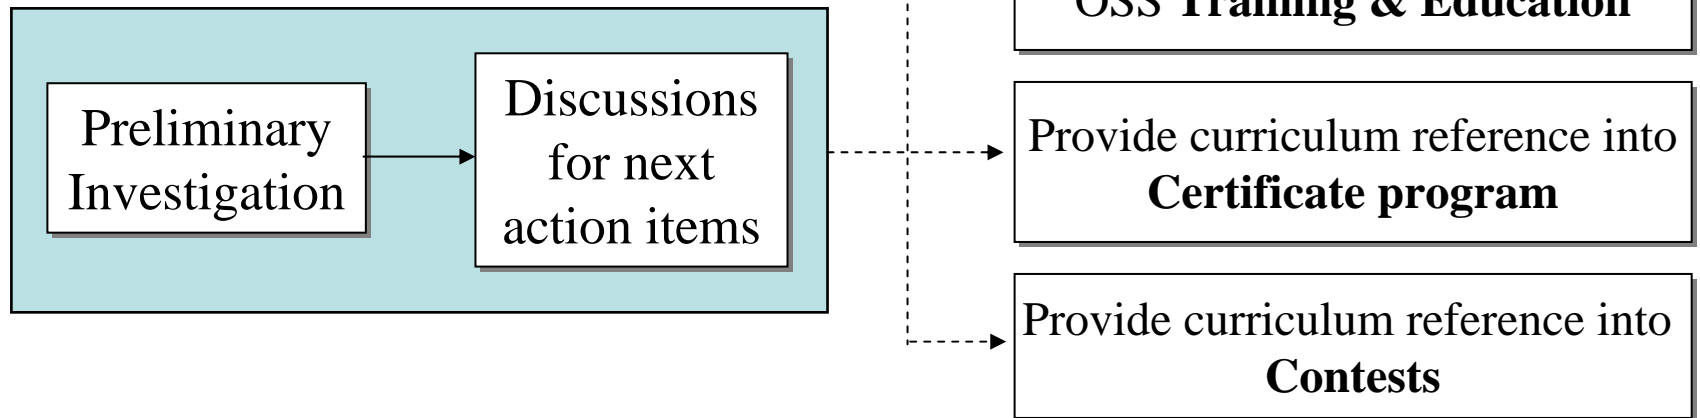 OSS Training & Education
Preliminary
Investigation
Discussions
for next
action items
Provide curriculum reference into
Certificate program
Provide curriculum reference into
Contests